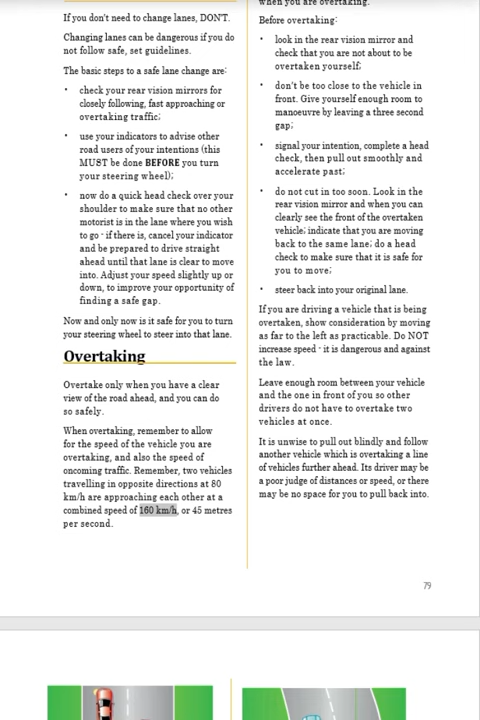 If you don't need to change lanes, DON'T.
Changing lanes can be dangerous if you do
not follow safe, set guidelines.
The basic steps to a safe lane change are:
• check your rear vision mirrors for
closely following, fast approaching or
overtaking traffic;
• use your indicators to advise other
road users of your intentions (this
MUST be done BEFORE you turn
your steering wheel);
• now do a quick head check over your
shoulder to make sure that no other
motorist is in the lane where you wish
to go - if there is, cancel your indicator
and be prepared to drive straight
ahead until that lane is clear to move
into. Adjust your speed slightly up or
down, to improve your opportunity of
finding a safe gap.
Now and only now is it safe for you to turn
your steering wheel to steer into that lane.
Overtaking
Overtake only when you have a clear
view of the road ahead, and you can do
so safely.
When overtaking, remember to allow
for the speed of the vehicle you are
overtaking, and also the speed of
oncoming traffic. Remember, two vehicles
travelling in opposite directions at 80
km/h are approaching each other at a
combined speed of 160 km/h, or 45 metres
per second.
when you are overtaking.
Before overtaking:
• look in the rear vision mirror and
check that you are not about to be
overtaken yourself;
• don't be too close to the vehicle in
front. Give yourself enough room to
manoeuvre by leaving a three second
gap;
• signal your intention, complete a head
check, then pull out smoothly and
accelerate past;
• do not cut in too soon. Look in the
rear vision mirror and when you can
clearly see the front of the overtaken
vehicle; indicate that you are moving
back to the same lane; do a head
check to make sure that it is safe for
you to move;
• steer back into your original lane.
If you are driving a vehicle that is being
overtaken, show consideration by moving
as far to the left as practicable. Do NOT
increase speed - it is dangerous and against
the law.
Leave enough room between your vehicle
and the one in front of you so other
drivers do not have to overtake two
vehicles at once.
It is unwise to pull out blindly and follow
another vehicle which is overtaking a line
of vehicles further ahead. Its driver may be
a poor judge of distances or speed, or there
may be no space for you to pull back into.
79